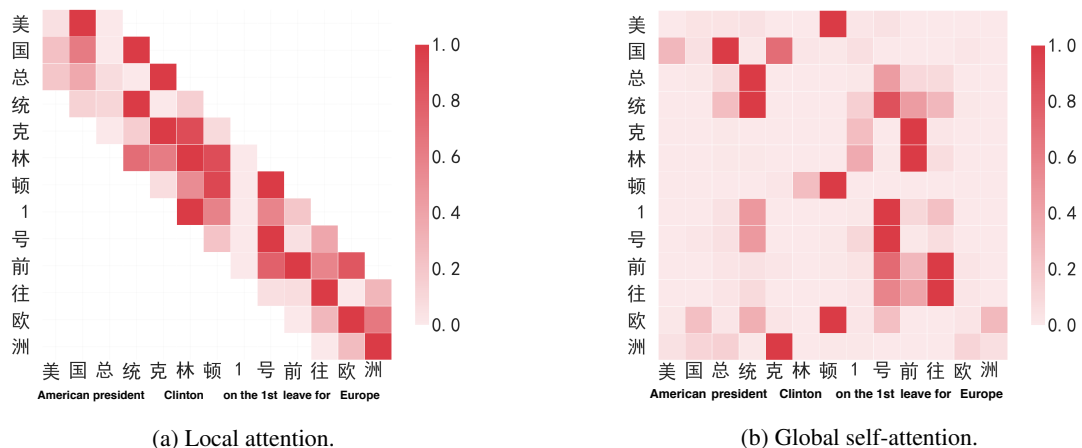 美
国
总
统
克
林
顿
1
号
前
往
欧
洲
美 国 总 统 克 林 顿 1 号 前 往 欧 洲
American president Clinton on the 1st leave for Europe
1.0
0.8
0.6
0.4
0.2
0.0
(a) Local attention.
美
国
总
统
克
林
顿
1
号
前
往
欧
洲
美 国 总 统 克 林 顿 1 号 前 往 欧 洲
American president Clinton on the 1st leave for Europe
1.0
0.8
0.6
0.4
0.2
0.0
(b) Global self-attention.